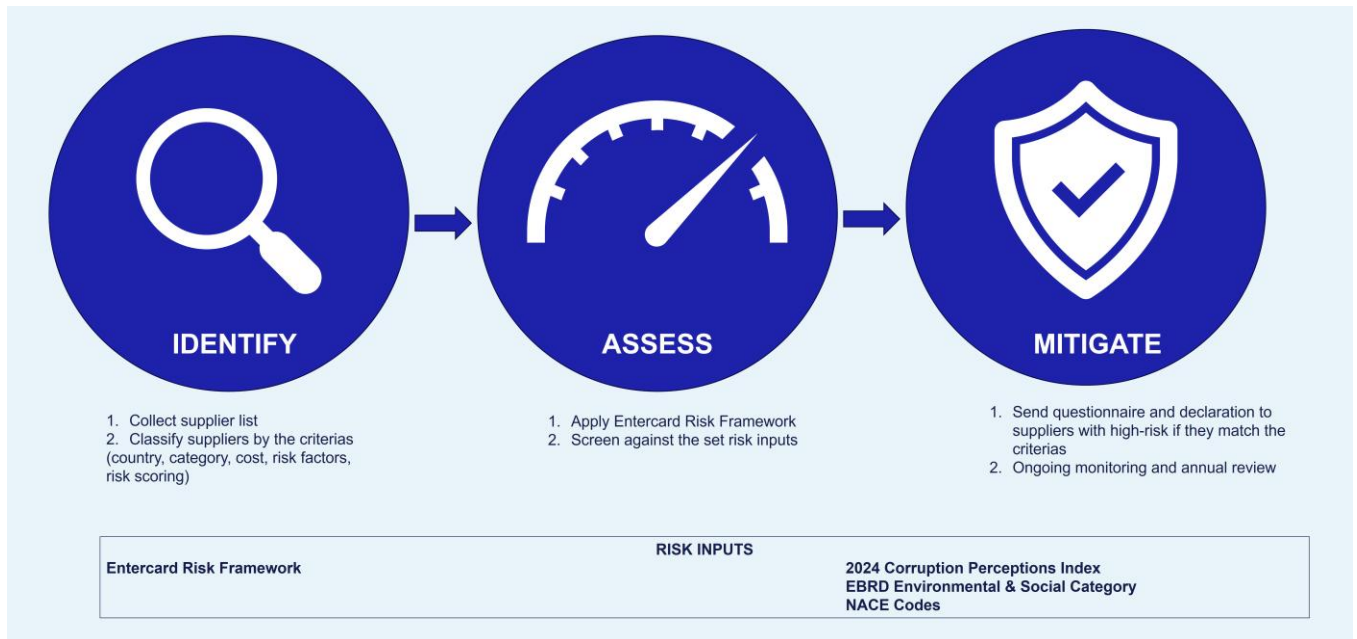 IDENTIFY
ASSESS
MITIGATE
1. Collect supplier list
2. Classify suppliers by the criterias
(country, category, cost, risk factors,
risk scoring)
1. Apply Entercard Risk Framework
2. Screen against the set risk inputs
1. Send questionnaire and declaration to
suppliers with high-risk if they match the
criterias
2. Ongoing monitoring and annual review
RISK INPUTS
Entercard Risk Framework
2024 Corruption Perceptions Index
EBRD Environmental & Social Category
NACE Codes